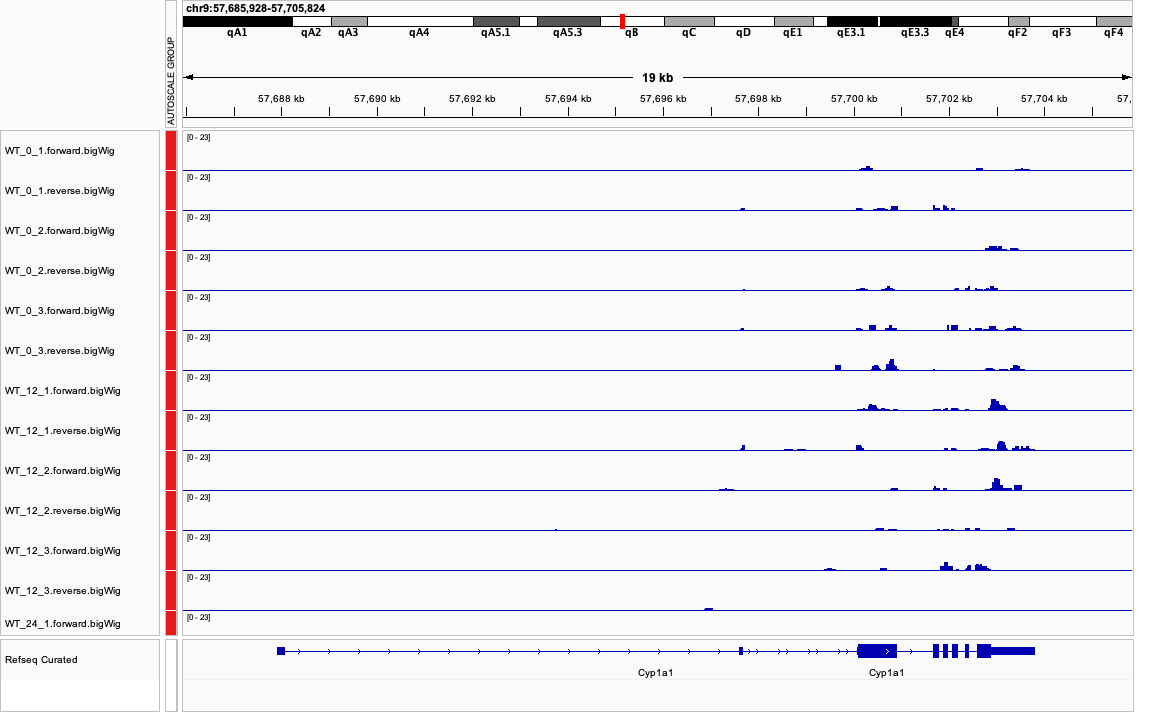 chr9:57,685,928-57,705,824
qA1 qA2 qA3 qA4 qA5.1 qA5.3 qB qC qD qE1 qE3.1 qE3.3 qE4 qF2 qF3 qF4
AUTOSCALE GROUP
19 kb
57,688 kb 57,690 kb 57,692 kb 57,694 kb 57,696 kb 57,698 kb 57,700 kb 57,702 kb 57,704 kb 57,
[0 - 23]
WT_0_1.forward.bigWig
[0 - 23]
WT_0_1.reverse.bigWig
[0 - 23]
WT_0_2.forward.bigWig
[0 - 23]
WT_0_2.reverse.bigWig
[0 - 23]
WT_0_3.forward.bigWig
[0 - 23]
WT_0_3.reverse.bigWig
[0 - 23]
WT_12_1.forward.bigWig
[0 - 23]
WT_12_1.reverse.bigWig
[0 - 23]
WT_12_2.forward.bigWig
[0 - 23]
WT_12_2.reverse.bigWig
[0 - 23]
WT_12_3.forward.bigWig
[0 - 23]
WT_12_3.reverse.bigWig
[0 - 23]
WT_24_1.forward.bigWig
Refseq Curated
Cyp1a1 Cyp1a1